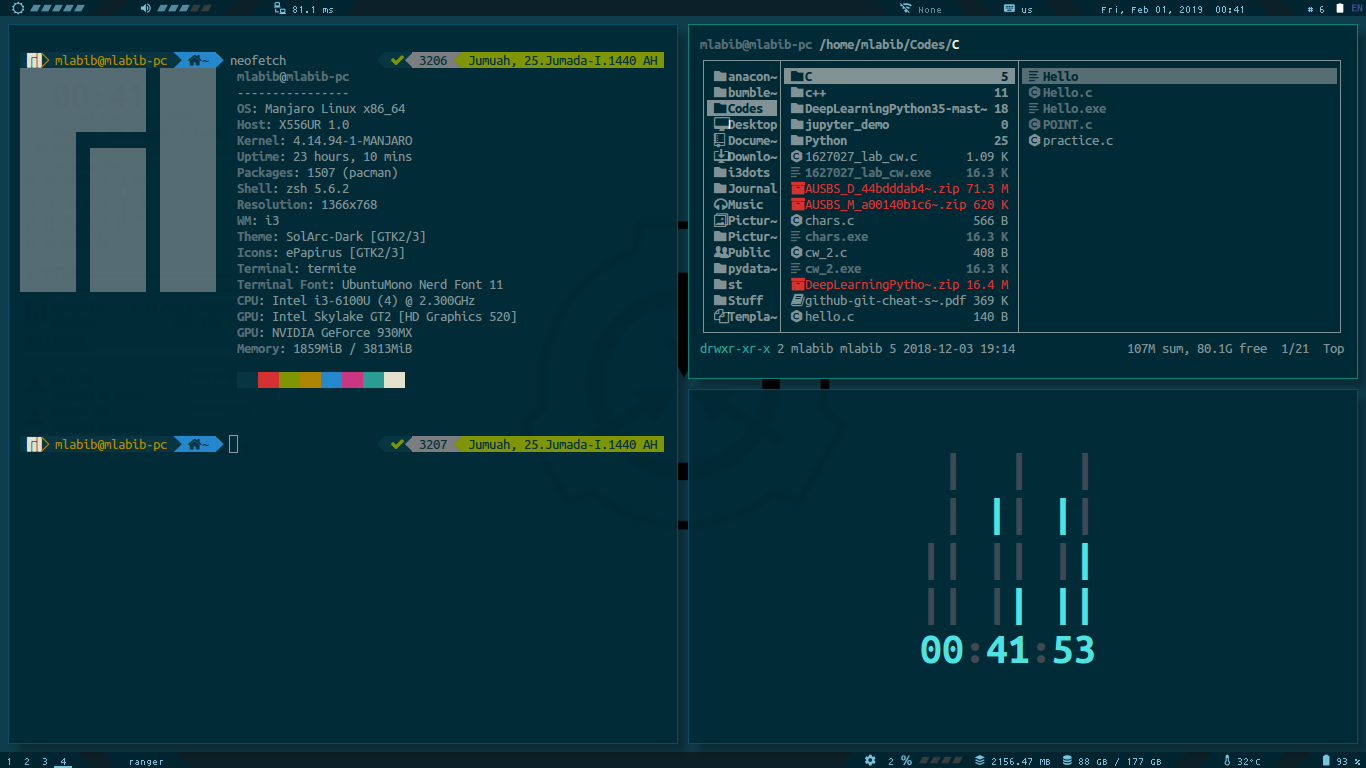 81.1 ms None us Fri, Feb 01, 2019 00:41 # 6 EN
mlabib@mlabib-pc ~ neofetch ✔ 3206 Jumuah, 25.Jumada-I.1440 AH
mlabib@mlabib-pc
----------------
OS: Manjaro Linux x86_64
Host: X556UR 1.0
Kernel: 4.14.94-1-MANJARO
Uptime: 23 hours, 10 mins
Packages: 1507 (pacman)
Shell: zsh 5.6.2
Resolution: 1366x768
WM: i3
Theme: SolArc-Dark [GTK2/3]
Icons: ePapirus [GTK2/3]
Terminal: termite
Terminal Font: UbuntuMono Nerd Font 11
CPU: Intel i3-6100U (4) @ 2.300GHz
GPU: Intel Skylake GT2 [HD Graphics 520]
GPU: NVIDIA GeForce 930MX
Memory: 1859MiB / 3813MiB
mlabib@mlabib-pc ~ ✔ 3207 Jumuah, 25.Jumada-I.1440 AH
mlabib@mlabib-pc /home/mlabib/Codes/C
anacon~ C 5 Hello
bumble~ c++ 11 Hello.c
Codes DeepLearningPython35-mast~ 18 Hello.exe
Desktop jupyter_demo 0 POINT.c
Docume~ Python 25 practice.c
Downlo~ 1627027_lab_cw.c 1.09 K
i3dots 1627027_lab_cw.exe 16.3 K
Journal AUSBS_D_44bdddab4~.zip 71.3 M
Music AUSBS_M_a00140b1c6~.zip 620 K
Pictur~ chars.c 566 B
Pictur~ chars.exe 16.3 K
Public cw_2.c 408 B
pydata~ cw_2.exe 16.3 K
st DeepLearningPytho~.zip 16.4 M
Stuff github-git-cheat-s~.pdf 369 K
Templa~ hello.c 140 B
drwxr-xr-x 2 mlabib mlabib 5 2018-12-03 19:14 107M sum, 80.1G free 1/21 Top
00:41:53
1 2 3 4 ranger 2 % 2156.47 MB 88 GB / 177 GB 32°C 93 %